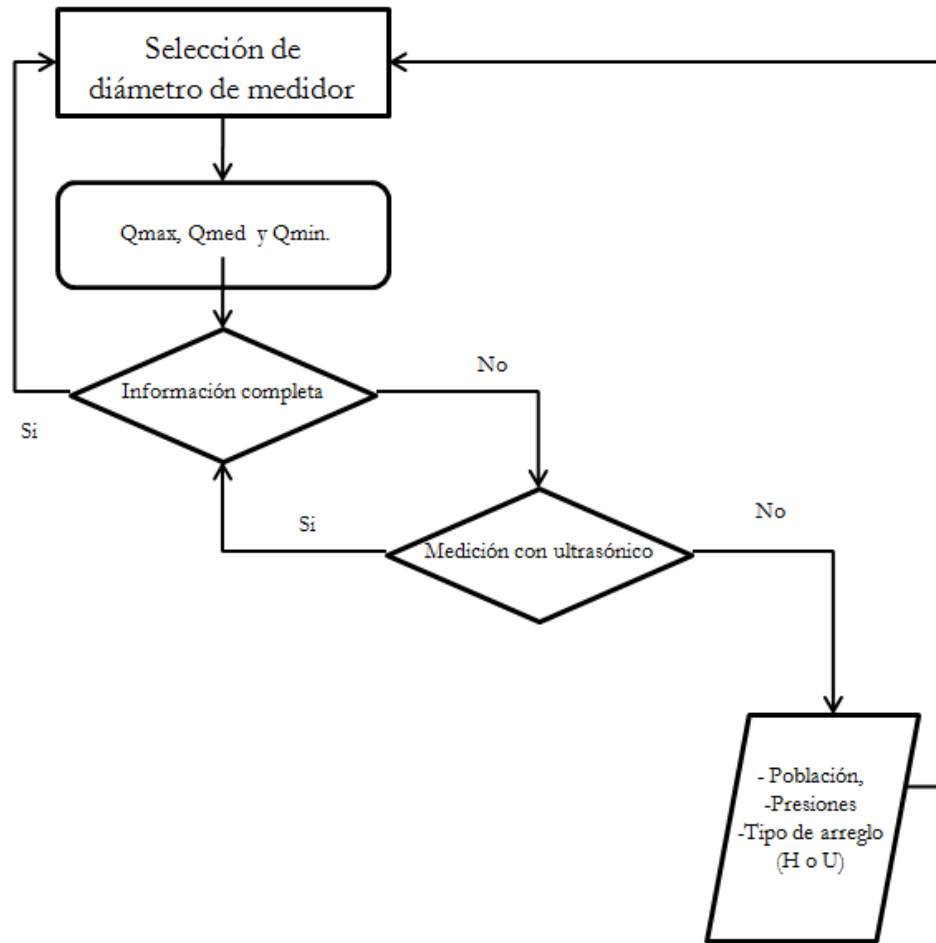 Selección de
diámetro de medidor
Qmax, Qmed y Qmin.
Información completa
No
Si
Si
No
Medición con ultrasónico
- Población,
-Presiones
-Tipo de arreglo
(H o U)